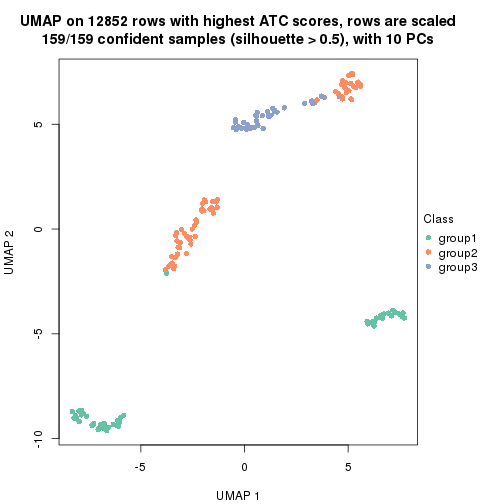 UMAP on 12852 rows with highest ATC scores, rows are scaled
159/159 confident samples (silhouette > 0.5), with 10 PCs
5
0
-5
-10
UMAP 2
-5
0
5
UMAP 1
Class
group1
group2
group3